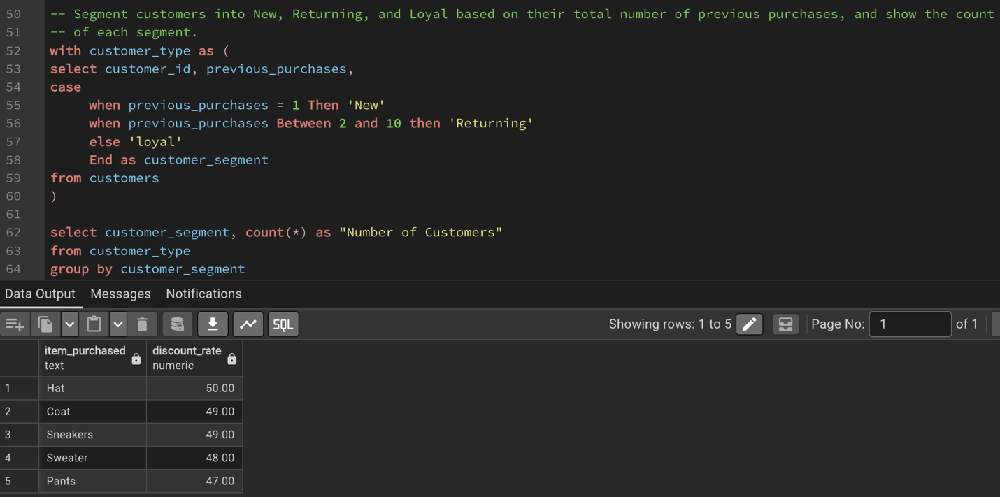 50 -- Segment customers into New, Returning, and Loyal based on their total number of previous purchases, and show the count
51 -- of each segment.
52 with customer_type as (
53 select customer_id, previous_purchases,
54 case
55 when previous_purchases = 1 Then 'New'
56 when previous_purchases Between 2 and 10 then 'Returning'
57 else 'loyal'
58 End as customer_segment
59 from customers
60 )
61
62 select customer_segment, count(*) as "Number of Customers"
63 from customer_type
64 group by customer_segment
Data Output Messages Notifications
SQL Showing rows: 1 to 5 Page No: 1 of 1
item_purchased discount_rate
text numeric
1 Hat 50.00
2 Coat 49.00
3 Sneakers 49.00
4 Sweater 48.00
5 Pants 47.00